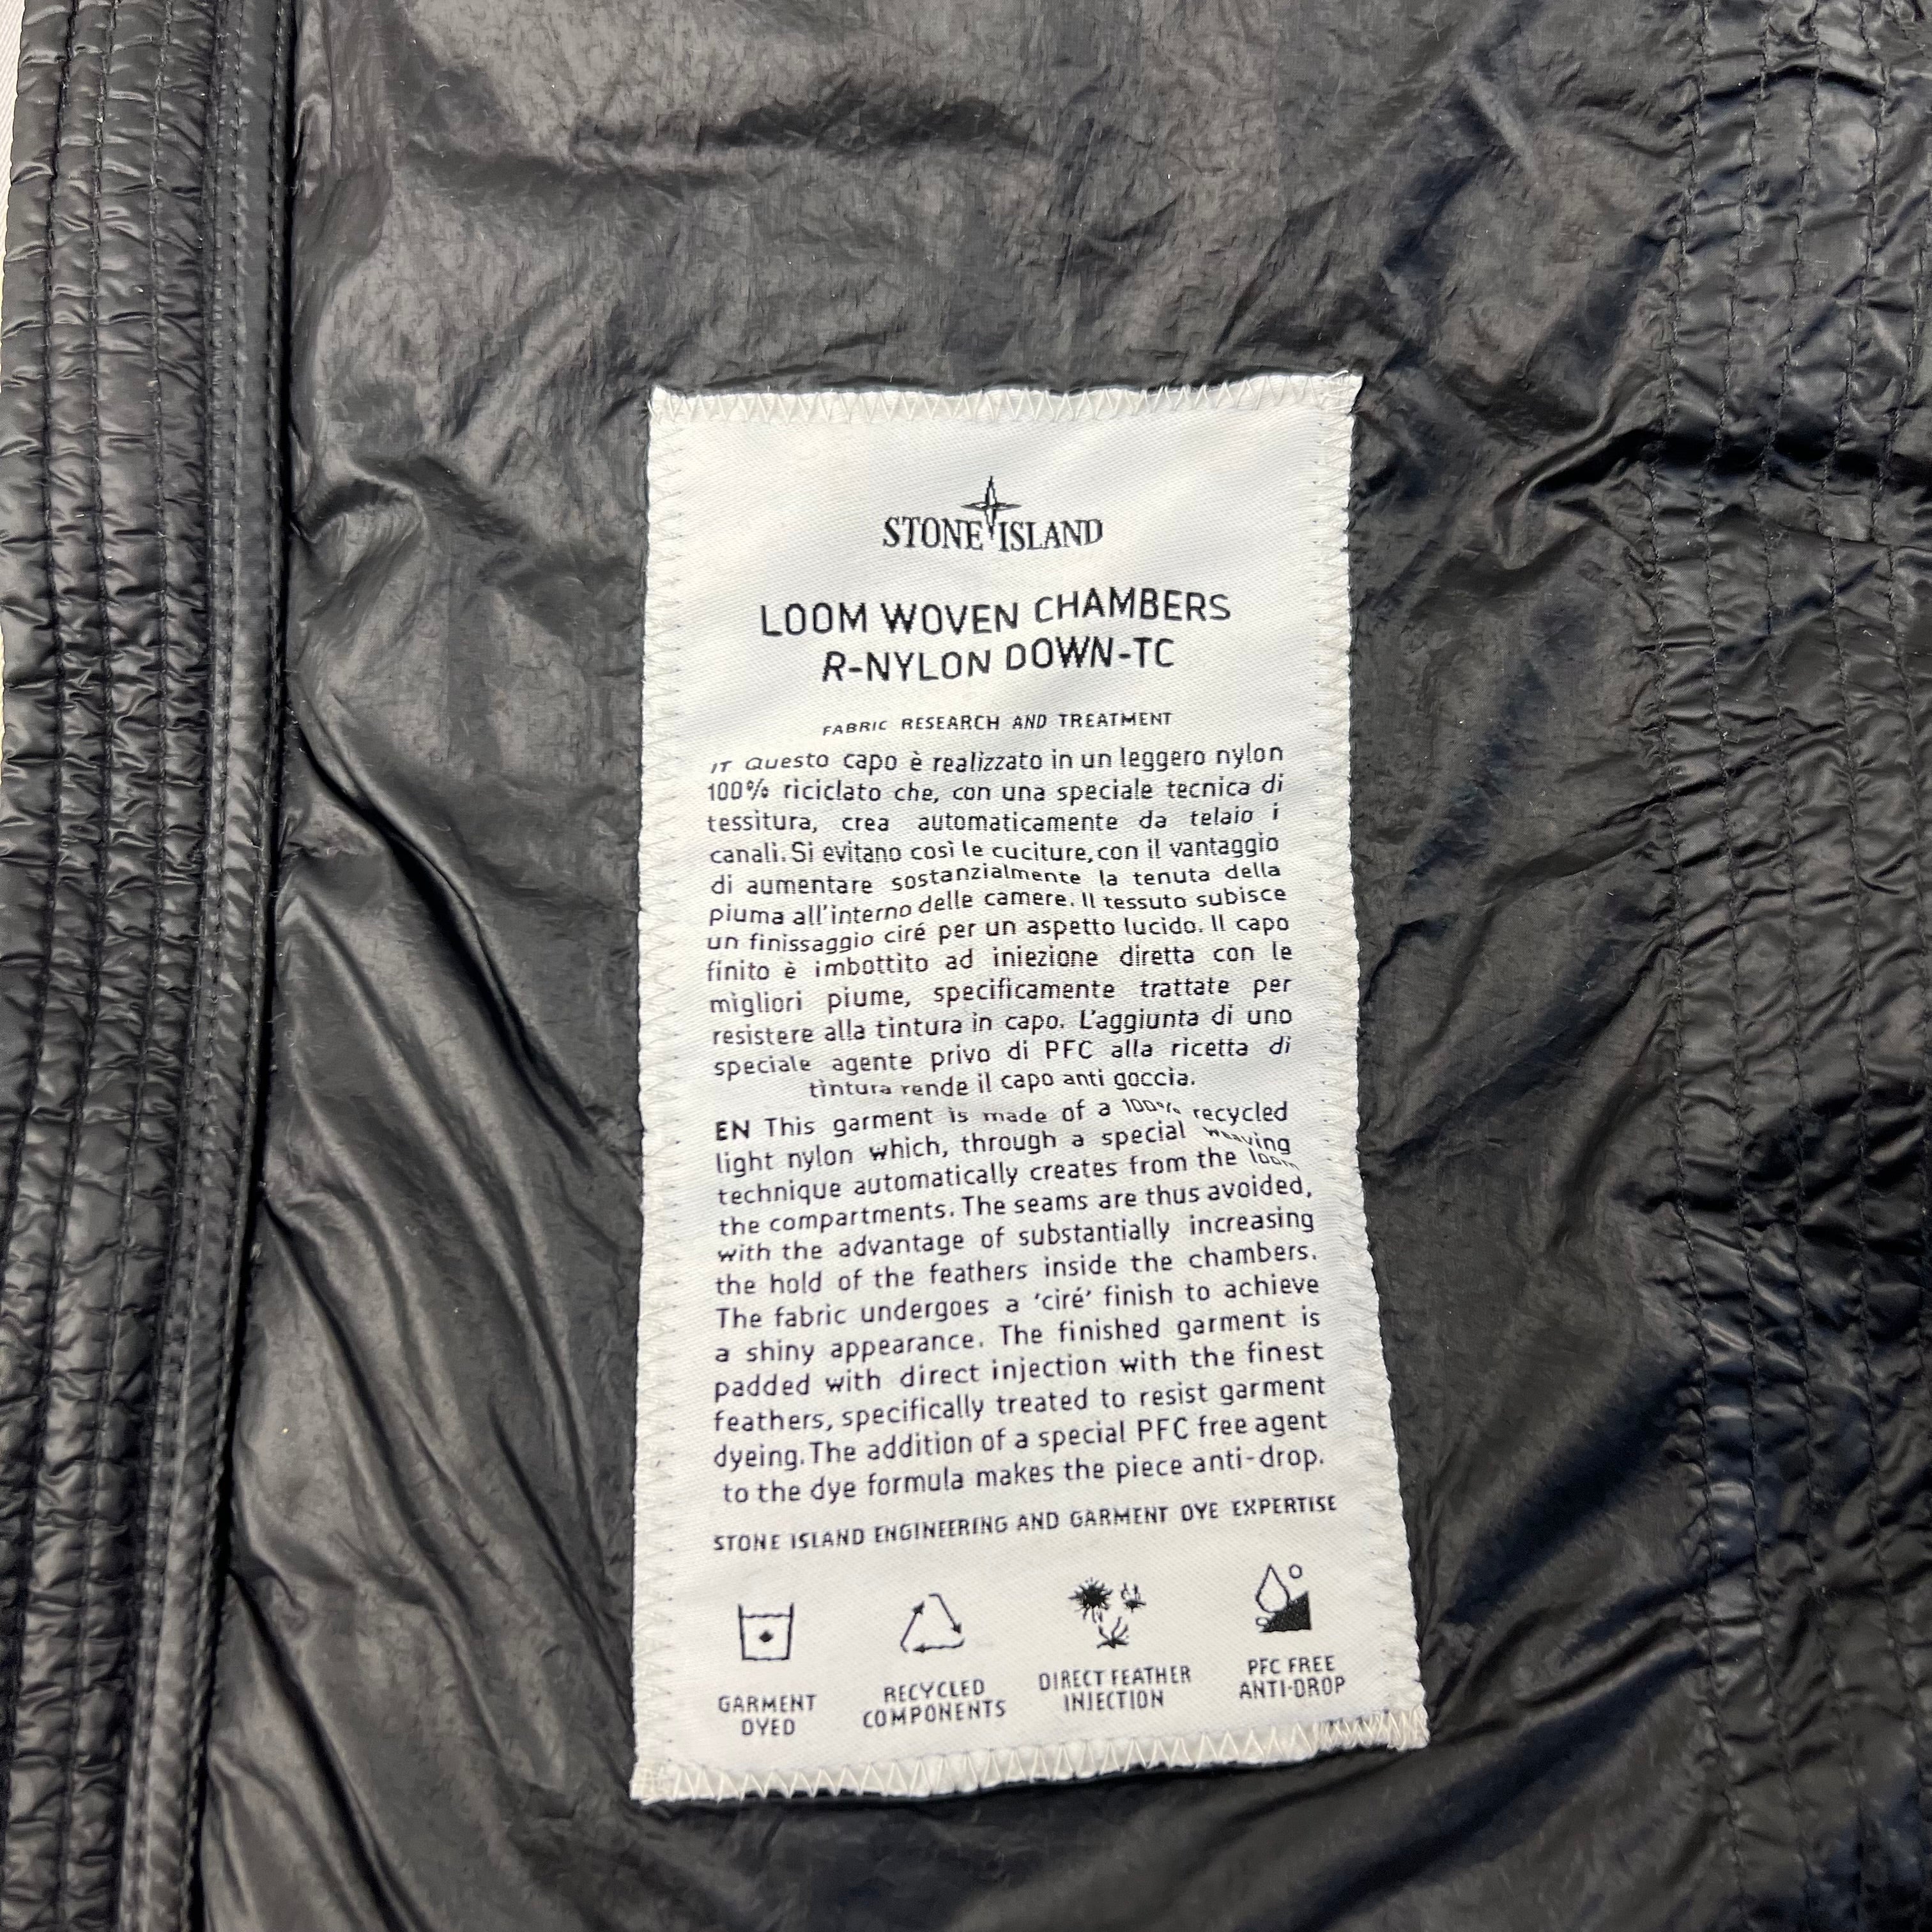 STONE ISLAND
LOOM WOVEN CHAMBERS
R-NYLON DOWN-TC
FABRIC RESEARCH AND TREATMENT
IT Questo capo è realizzato in un leggero nylon
100% riciclato che, con una speciale tecnica di
tessitura, crea automaticamente da telaio i
canali. Si evitano così le cuciture, con il vantaggio
di aumentare sostanzialmente la tenuta della
piuma all'interno delle camere. Il tessuto subisce
un finissaggio ciré per un aspetto lucido. Il capo
finito è imbottito ad iniezione diretta con le
migliori piume, specificamente trattate per
resistere alla tintura in capo. L'aggiunta di uno
speciale agente privo di PFC alla ricetta di
tintura rende il capo anti goccia.
EN This garment is made of a 100% recycled
light nylon which, through a special weaving
technique automatically creates from the loom
the compartments. The seams are thus avoided,
with the advantage of substantially increasing
the hold of the feathers inside the chambers.
The fabric undergoes a 'ciré' finish to achieve
a shiny appearance. The finished garment is
padded with direct injection with the finest
feathers, specifically treated to resist garment
dyeing. The addition of a special PFC free agent
to the dye formula makes the piece anti-drop.
STONE ISLAND ENGINEERING AND GARMENT DYE EXPERTISE
GARMENT
DYED
RECYCLED
COMPONENTS
DIRECT FEATHER
INJECTION
PFC FREE
ANTI-DROP